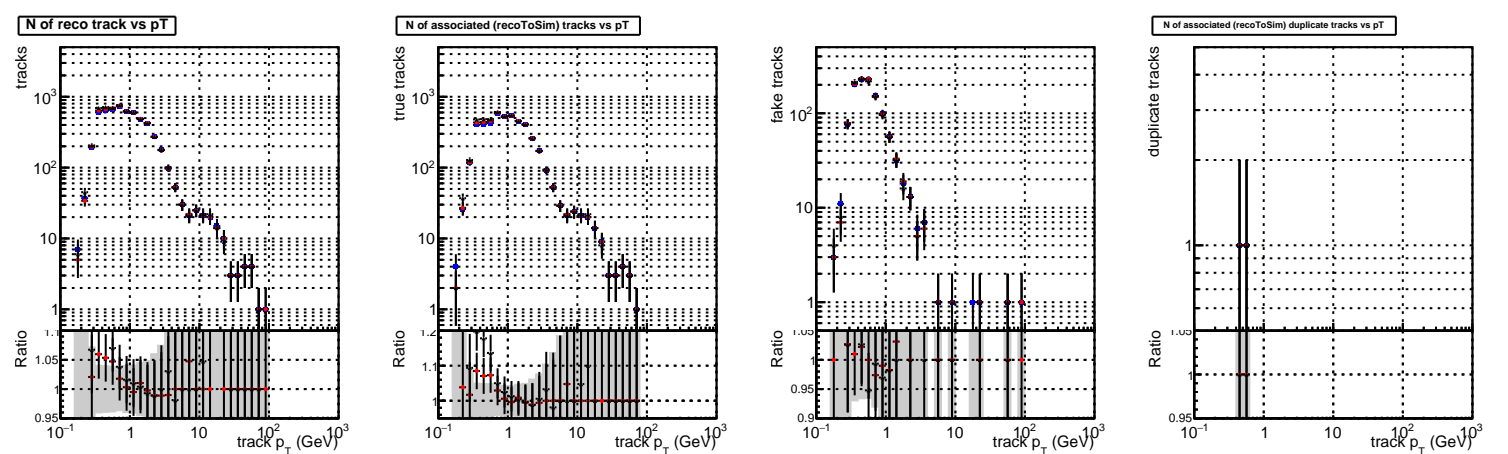 N of reco track vs pT
tracks
10³
10²
10
1
Ratio
1.1
1.05
1
0.95
10⁻¹ 1 10 10² 10³
track p_T (GeV)
N of associated (recoToSim) tracks vs pT
true tracks
10³
10²
10
1
Ratio
1.2
1.1
1
10⁻¹ 1 10 10² 10³
track p_T (GeV)
fake tracks
10²
10
1
Ratio
1.05
1
0.95
0.9
10⁻¹ 1 10 10² 10³
track p_T (GeV)
N of associated (recoToSim) duplicate tracks vs pT
duplicate tracks
1
Ratio
1.05
1
0.95
10⁻¹ 1 10 10² 10³
track p_T (GeV)